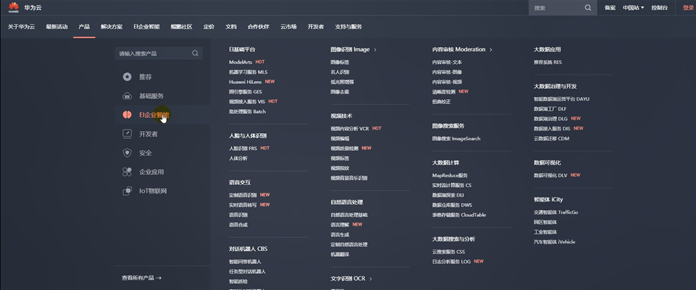 华为云
搜索
备案 中国站 控制台 登录
关于华为云 最新活动 产品 解决方案 EI企业智能 鲲鹏社区 定价 文档 合作伙伴 云市场 开发者 支持与服务
请输入搜索产品
推荐
基础服务
EI企业智能
开发者
安全
企业应用
IoT物联网
查看所有产品 →
EI基础平台
ModelArts HOT
机器学习服务 MLS
Huawei HiLens NEW
图引擎服务 GES
视频接入服务 VIS HOT
批处理服务 Batch
人脸与人体识别
人脸识别 FRS HOT
人体分析
语音交互
定制语音识别 NEW
实时语音转写 NEW
语音识别
语音合成
对话机器人 CBS
智能问答机器人
任务型对话机器人
智能质检
图像识别 Image >
图像标签
名人识别
低光照增强
图像去雾
视频技术
视频内容分析 VCR HOT
视频编辑
视频质量检测 NEW
视频标签
视频指纹
视频背景音乐识别
自然语言处理
自然语言处理基础
语言理解 NEW
语言生成
定制自然语言处理
机器翻译
文字识别 OCR >
内容审核 Moderation >
内容审核-文本
内容审核-图像
内容审核-视频
清晰度检测 NEW
扭曲校正
图像搜索服务
图像搜索 ImageSearch
大数据计算
MapReduce服务
实时流计算服务 CS
数据湖探索 DLI
数据仓库服务 DWS
表格存储服务 CloudTable
大数据搜索与分析
云搜索服务 CSS
日志分析服务 LOG NEW
大数据应用
推荐系统 RES
大数据治理与开发
智能数据湖运营平台 DAYU
数据湖工厂 DLF
数据湖治理 DLG NEW
数据接入服务 DIS NEW
云数据迁移 CDM
数据可视化
数据可视化 DLV NEW
智能体 iCity
交通智能体 TrafficGo
园区智能体
工业智能体
汽车智能体 iVehicle